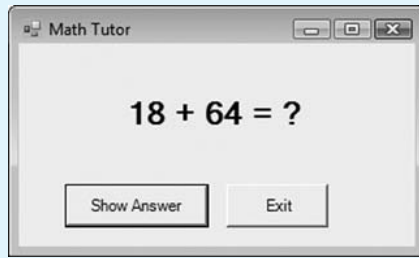 Math Tutor
18 + 64 = ?
Show Answer
Exit